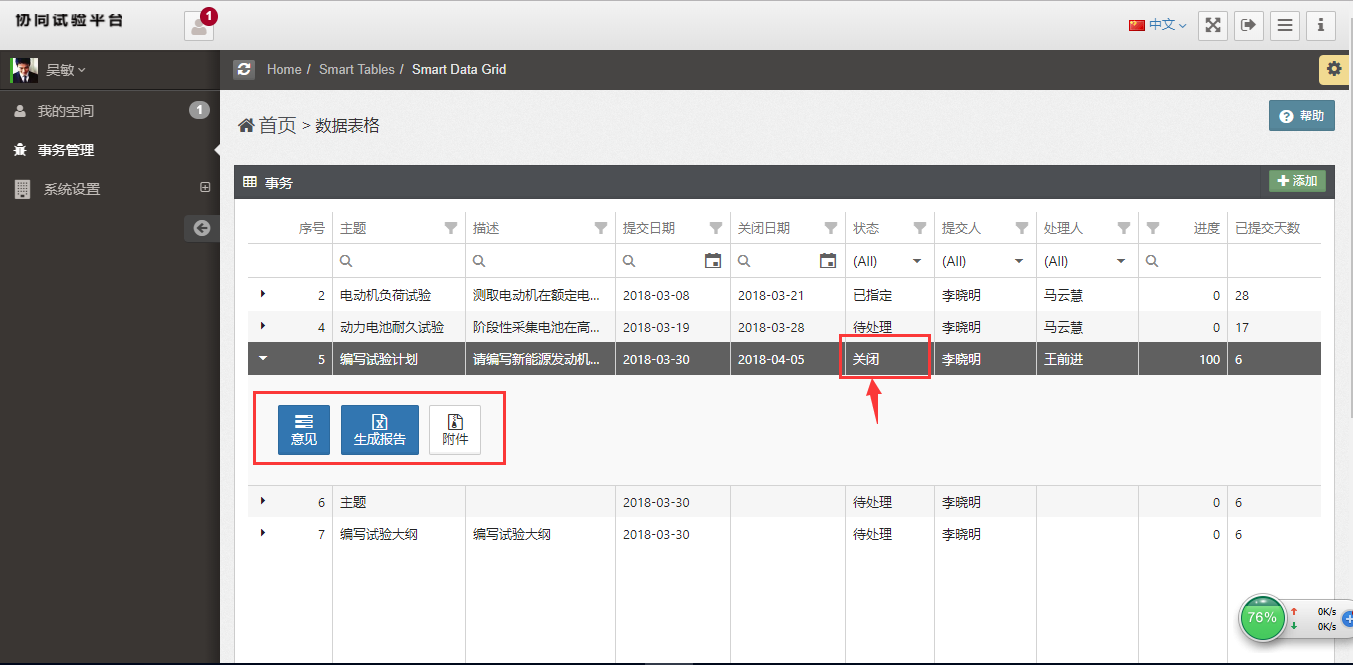 协同试验平台
1
中文
吴敏
Home / Smart Tables / Smart Data Grid
我的空间 1
事务管理
系统设置
首页 > 数据表格
帮助
事务
添加
序号 主题 描述 提交日期 关闭日期 状态 提交人 处理人 进度 已提交天数
(All) (All) (All)
2 电动机负荷试验 测取电动机在额定电... 2018-03-08 2018-03-21 已指定 李晓明 马云慧 0 28
4 动力电池耐久试验 阶段性采集电池在高... 2018-03-19 2018-03-28 待处理 李晓明 马云慧 0 17
5 编写试验计划 请编写新能源发动机... 2018-03-30 2018-04-05 关闭 李晓明 王前进 100 6
意见 生成报告 附件
6 主题 2018-03-30 待处理 李晓明 0 6
7 编写试验大纲 编写试验大纲 2018-03-30 待处理 李晓明 0 6
76%
0K/s
0K/s